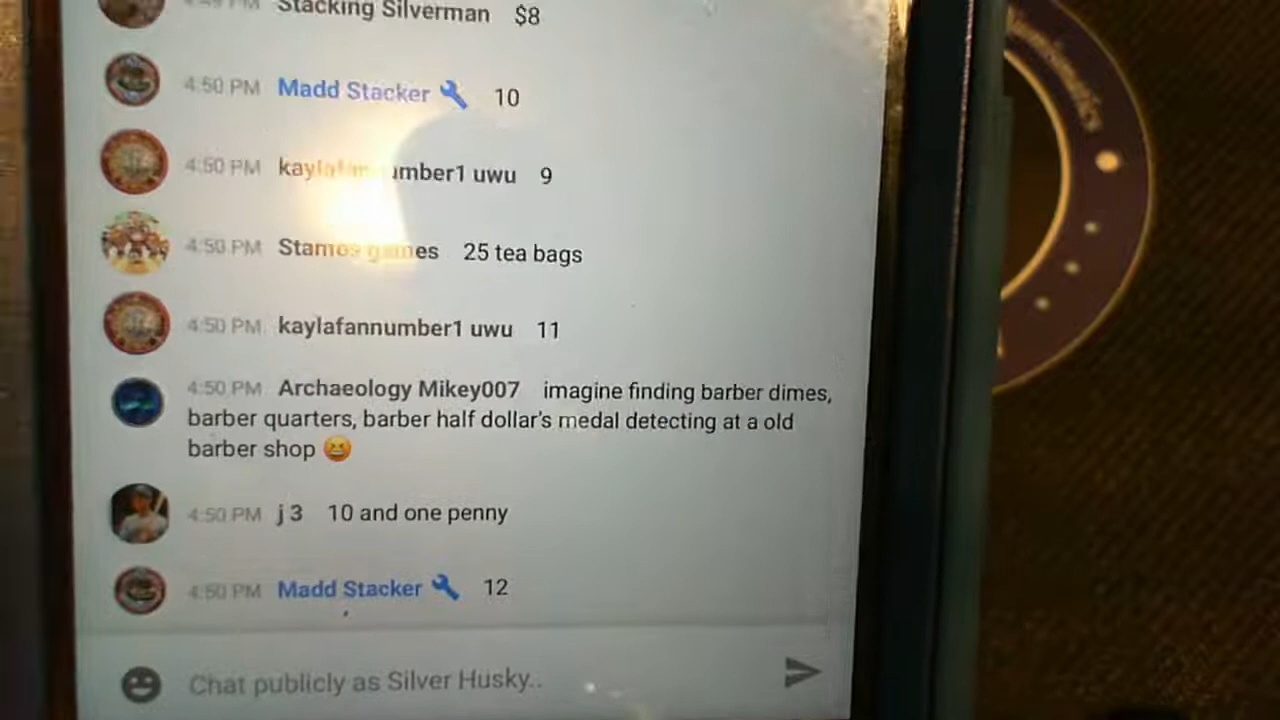 Stacking Silverman $8
4:50 PM Madd Stacker 10
4:50 PM umber1 uwu 9
4:50 PM Stamos games 25 tea bags
4:50 PM kaylafannumber1 uwu 11
4:50 PM Archaeology Mikey007 imagine finding barber dimes,
barber quarters, barber half dollar's medal detecting at a old
barber shop 😆
4:50 PM j 3 10 and one penny
4:50 PM Madd Stacker 12
Chat publicly as Silver Husky..